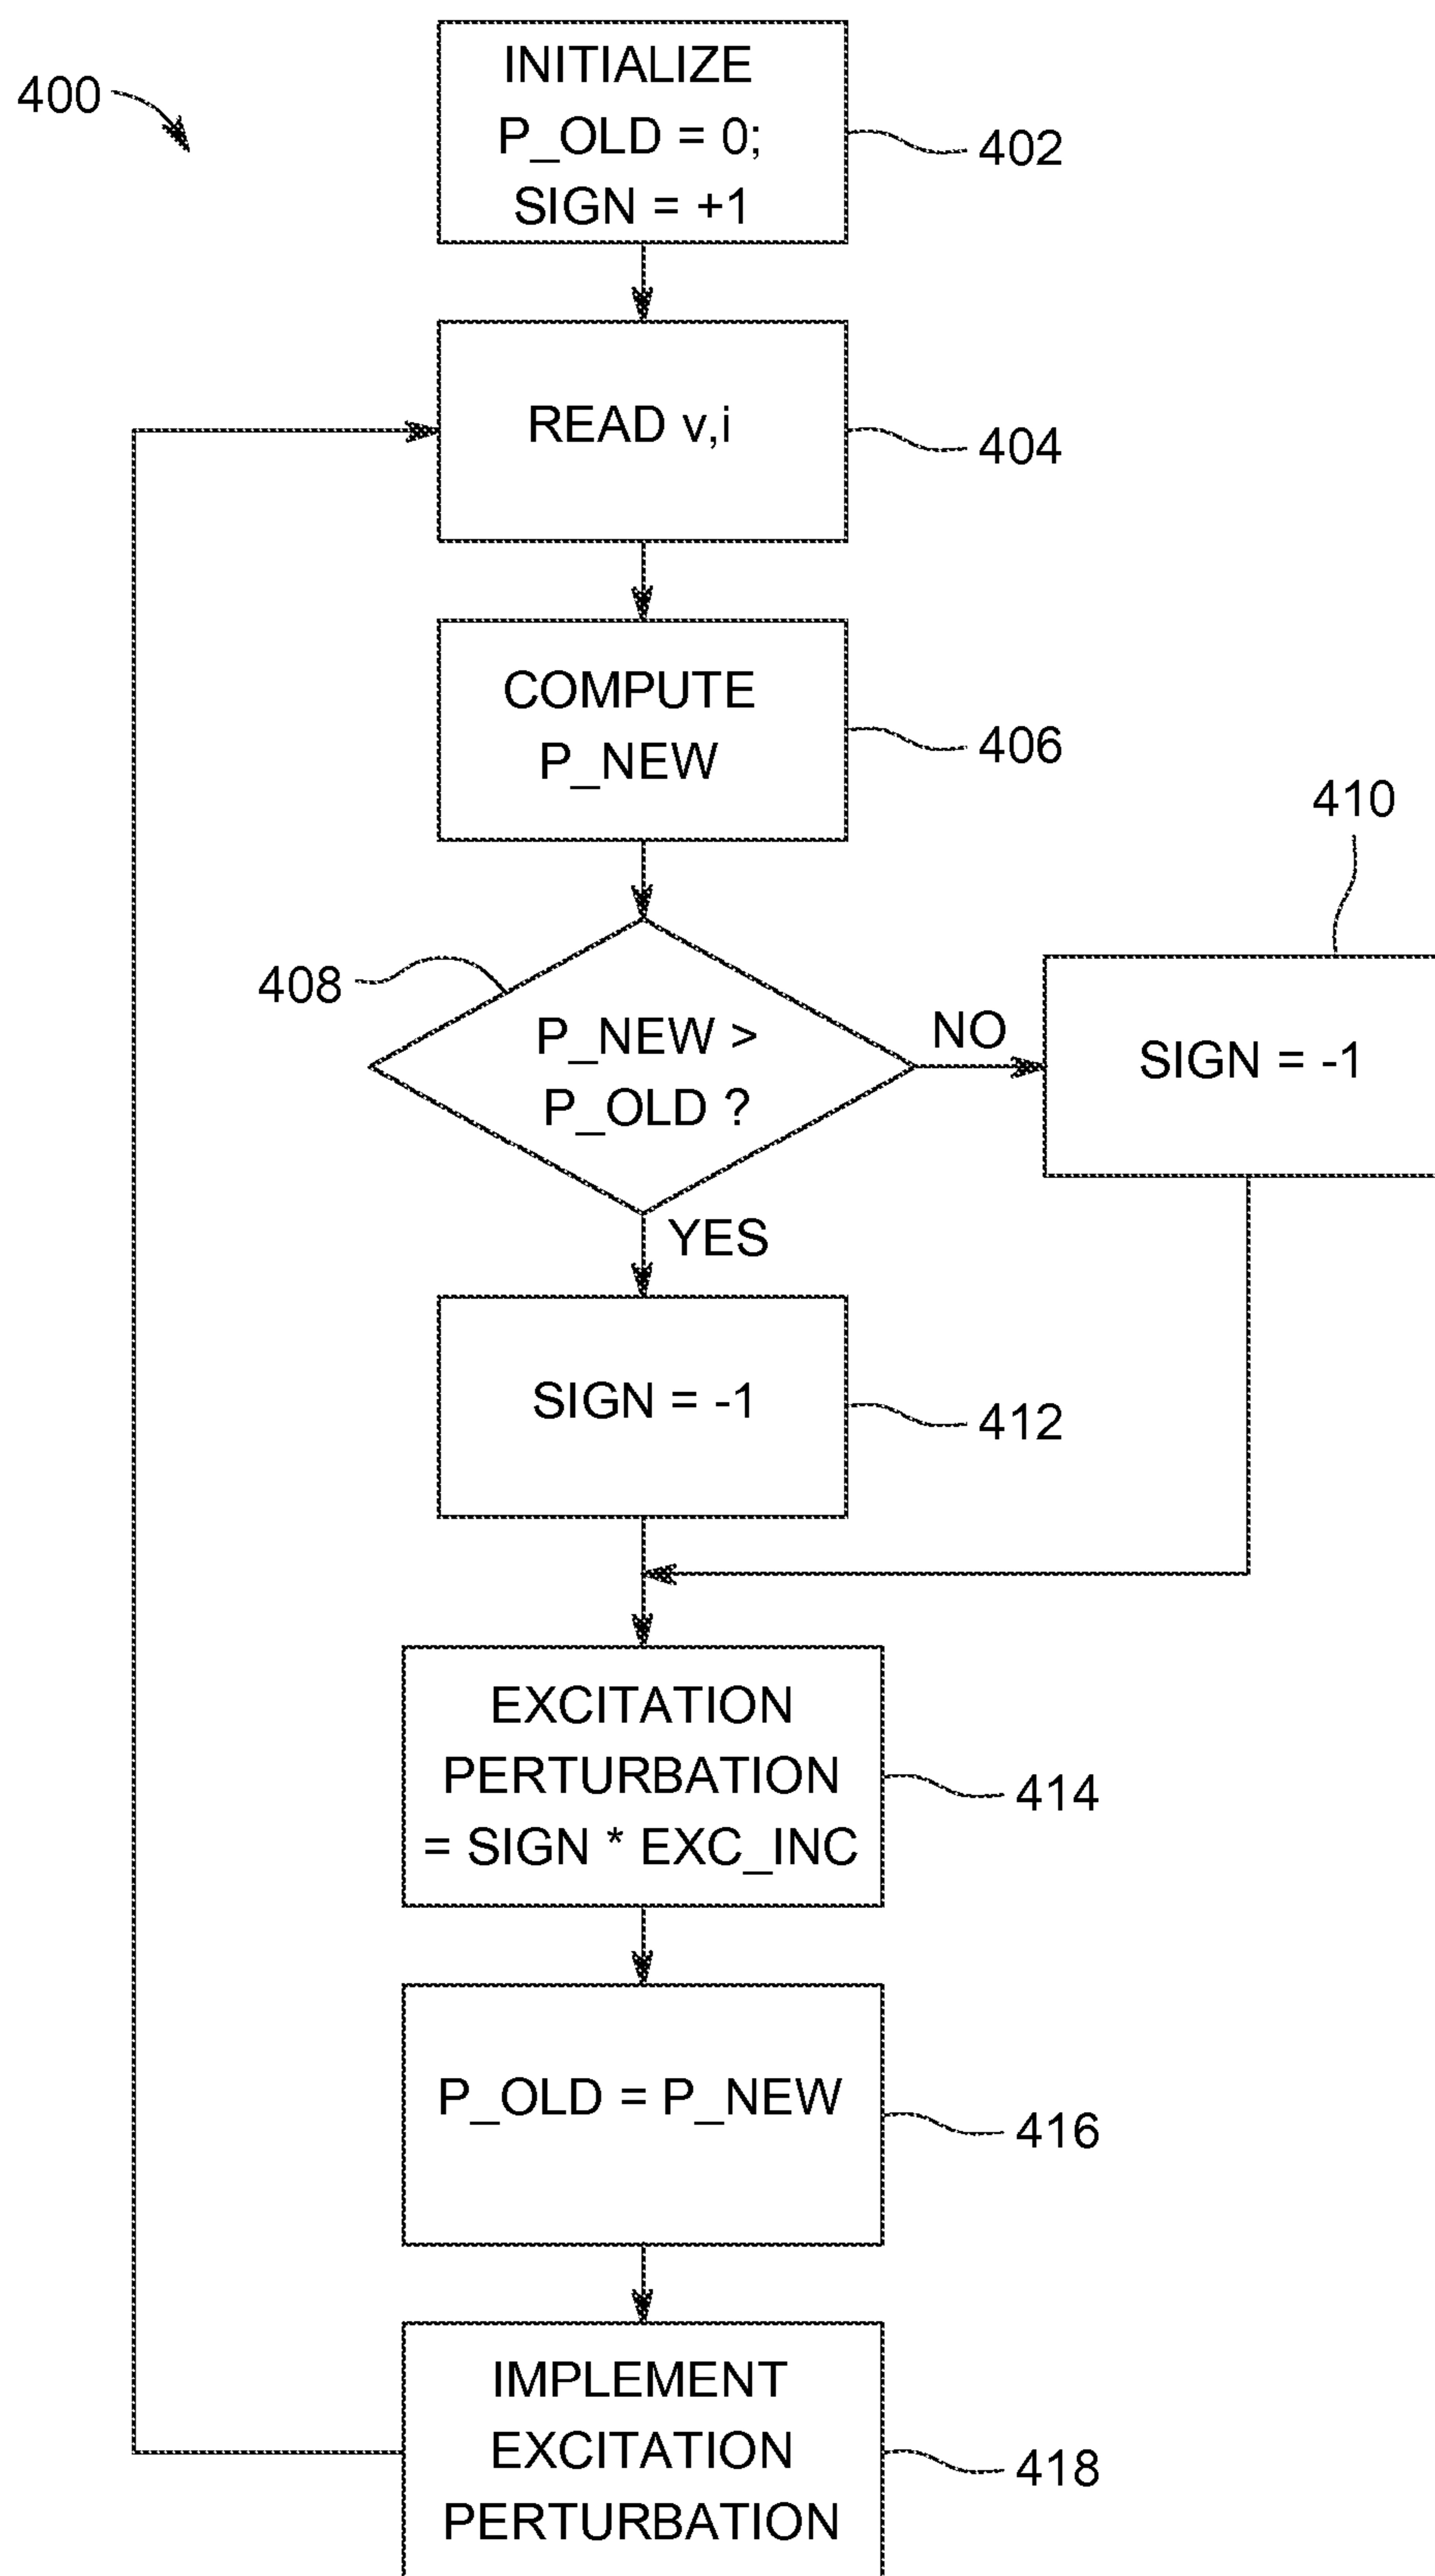 400
INITIALIZE
P_OLD = 0;
SIGN = +1
402
READ v,i
404
COMPUTE
P_NEW
406
408
P_NEW >
P_OLD ?
NO
410
SIGN = -1
YES
SIGN = -1
412
EXCITATION
PERTURBATION
= SIGN * EXC_INC
414
P_OLD = P_NEW
416
IMPLEMENT
EXCITATION
PERTURBATION
418